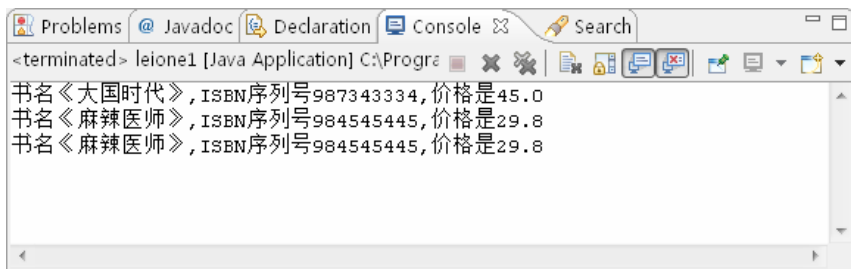 Problems @ Javadoc Declaration Console Search
<terminated> leione1 [Java Application] C:\Progra
书名《大国时代》,ISBN序列号987343334,价格是45.0
书名《麻辣医师》,ISBN序列号984545445,价格是29.8
书名《麻辣医师》,ISBN序列号984545445,价格是29.8